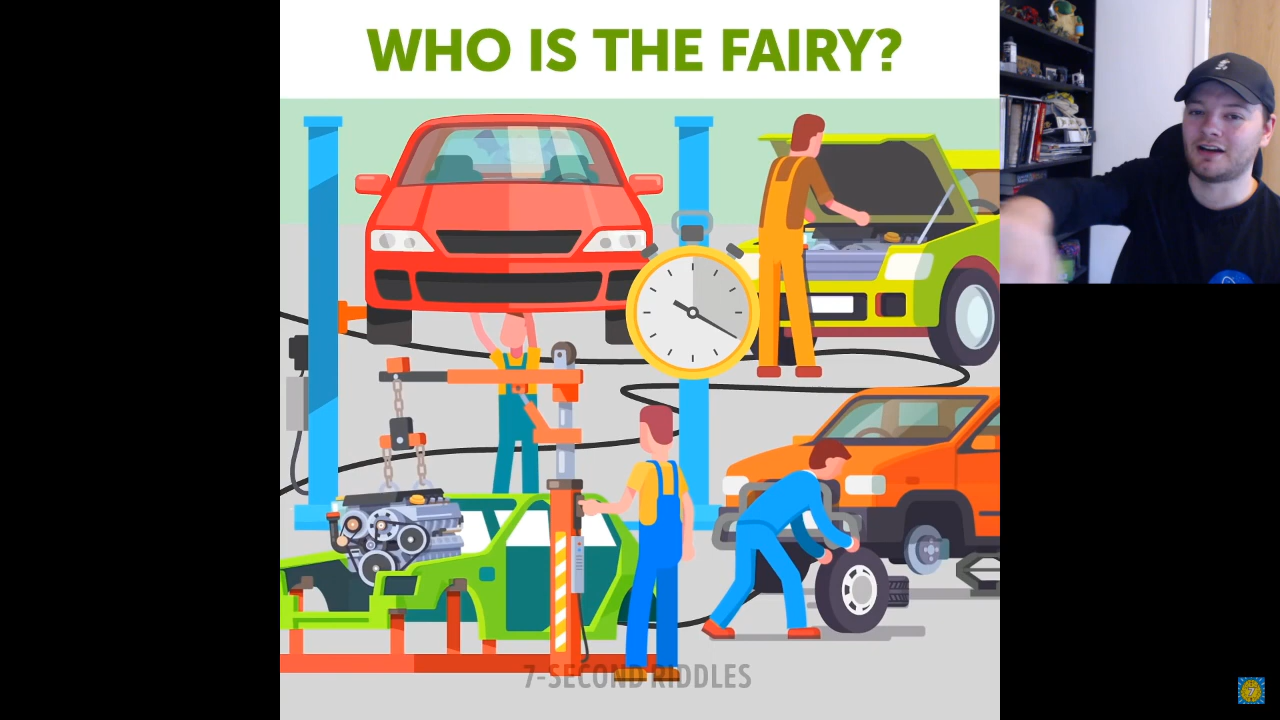 WHO IS THE FAIRY?
7-SECOND RIDDLES